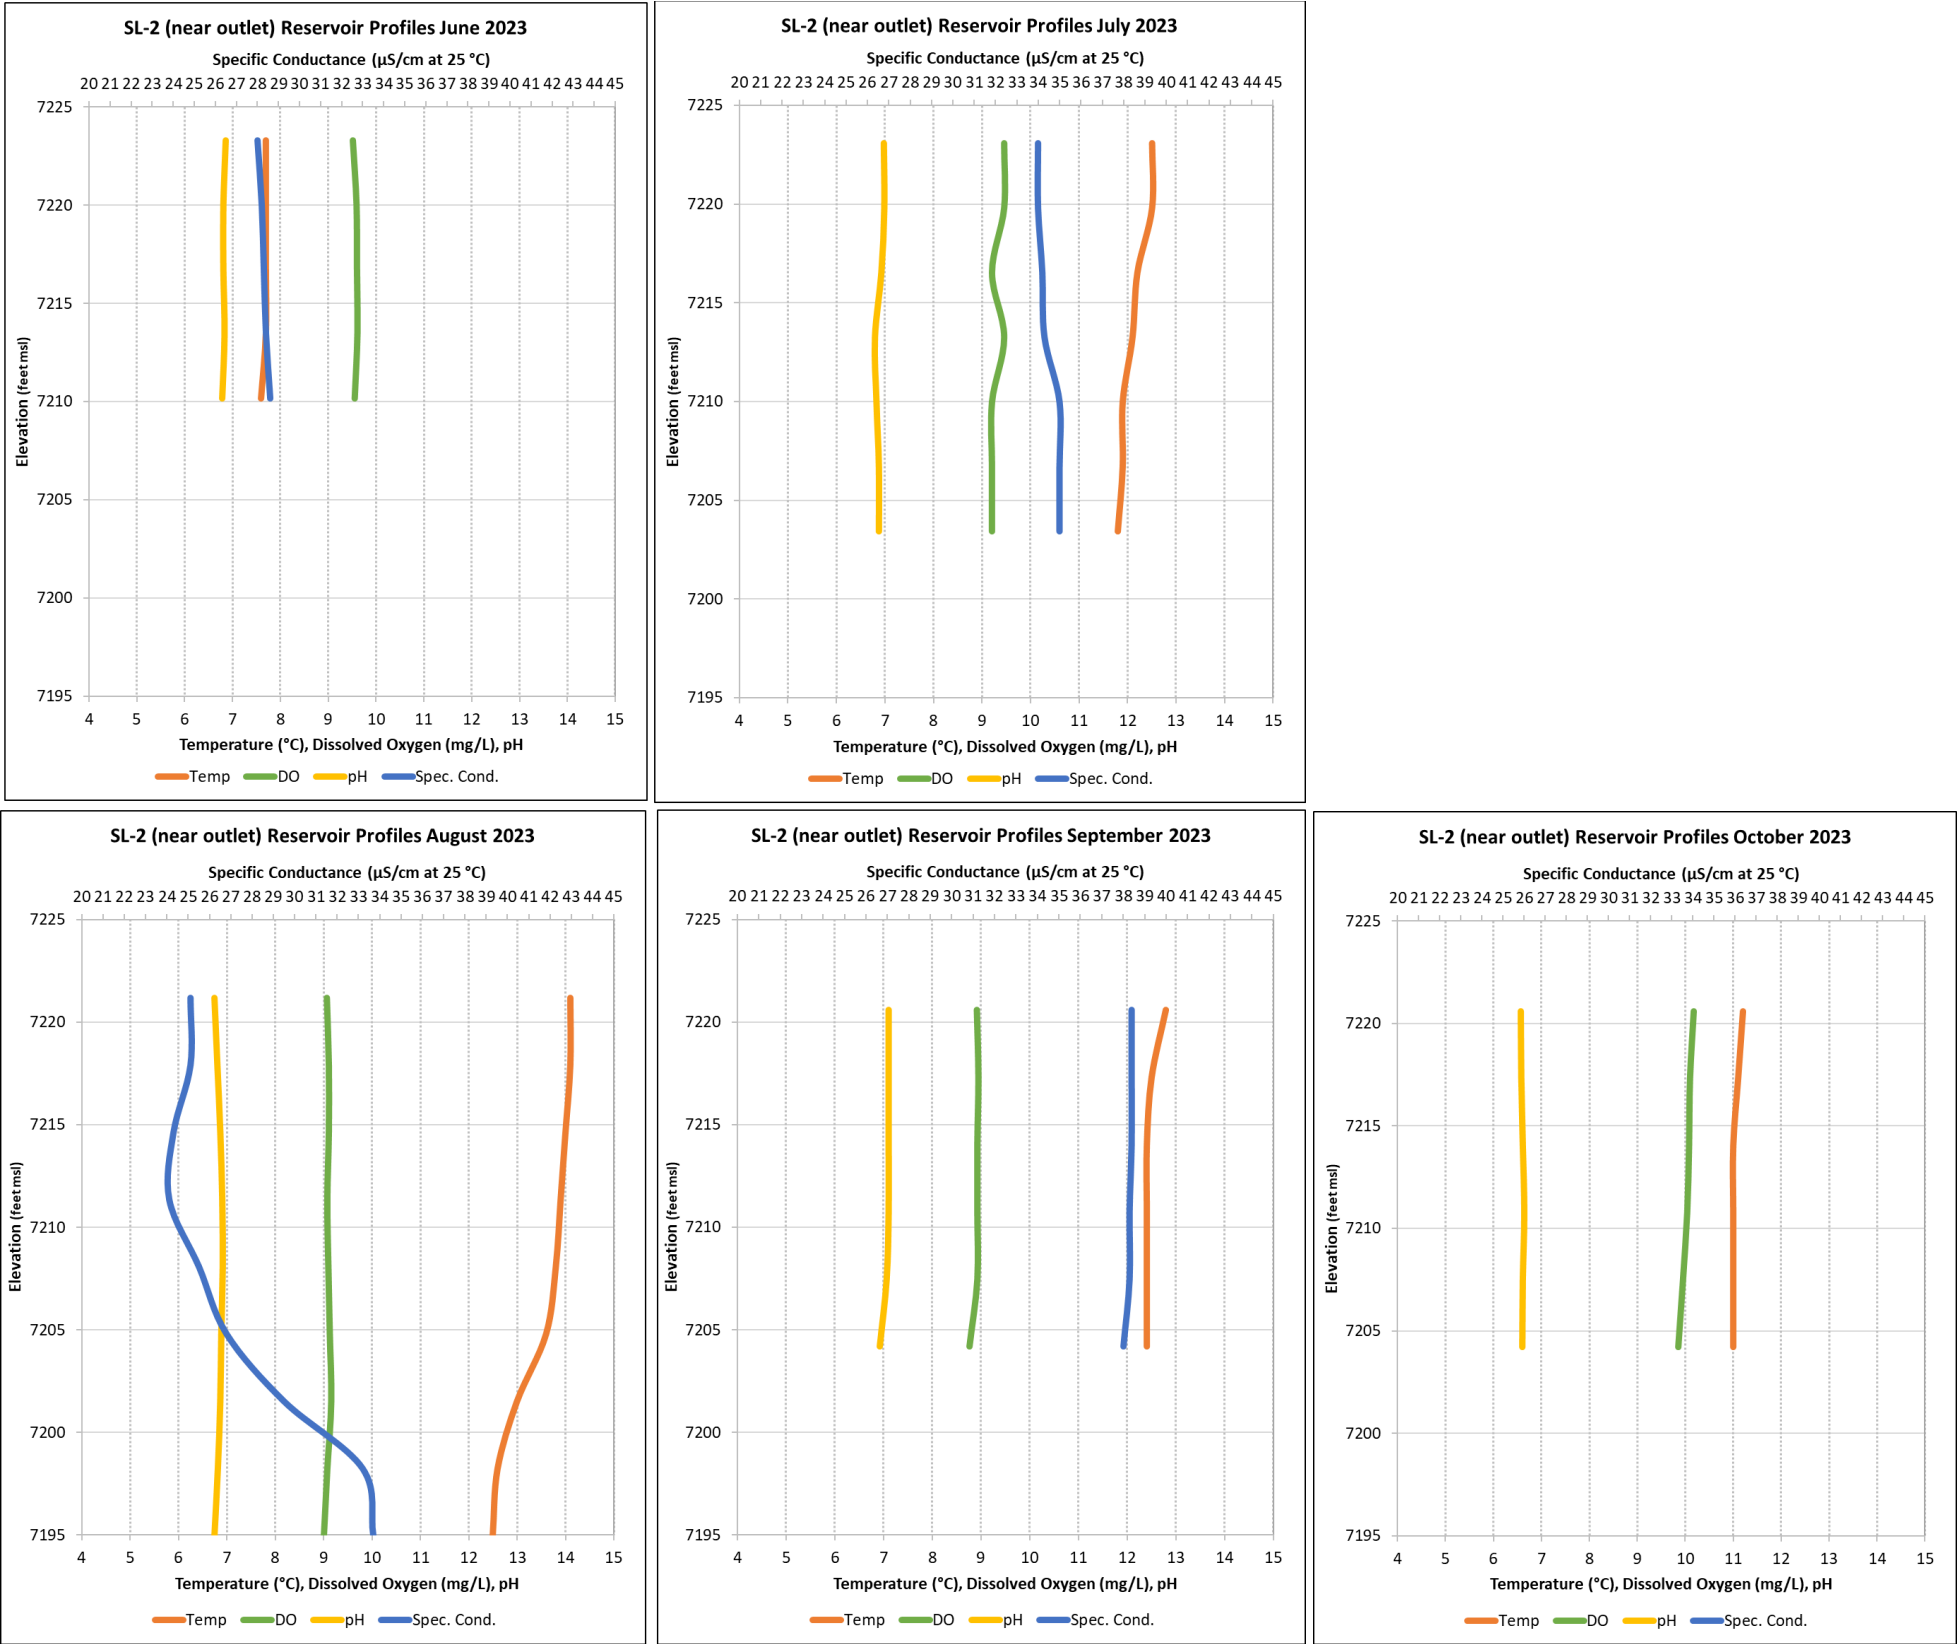 SL-2 (near outlet) Reservoir Profiles June 2023
Specific Conductance (µS/cm at 25 °C)
20 21 22 23 24 25 26 27 28 29 30 31 32 33 34 35 36 37 38 39 40 41 42 43 44 45
7225
7220
7215
7210
7205
7200
7195
Elevation (feet msl)
4 5 6 7 8 9 10 11 12 13 14 15
Temperature (°C), Dissolved Oxygen (mg/L), pH
Temp DO pH Spec. Cond.
SL-2 (near outlet) Reservoir Profiles July 2023
Specific Conductance (µS/cm at 25 °C)
20 21 22 23 24 25 26 27 28 29 30 31 32 33 34 35 36 37 38 39 40 41 42 43 44 45
7225
7220
7215
7210
7205
7200
7195
Elevation (feet msl)
4 5 6 7 8 9 10 11 12 13 14 15
Temperature (°C), Dissolved Oxygen (mg/L), pH
Temp DO pH Spec. Cond.
SL-2 (near outlet) Reservoir Profiles August 2023
Specific Conductance (µS/cm at 25 °C)
20 21 22 23 24 25 26 27 28 29 30 31 32 33 34 35 36 37 38 39 40 41 42 43 44 45
7225
7220
7215
7210
7205
7200
7195
Elevation (feet msl)
4 5 6 7 8 9 10 11 12 13 14 15
Temperature (°C), Dissolved Oxygen (mg/L), pH
Temp DO pH Spec. Cond.
SL-2 (near outlet) Reservoir Profiles September 2023
Specific Conductance (µS/cm at 25 °C)
20 21 22 23 24 25 26 27 28 29 30 31 32 33 34 35 36 37 38 39 40 41 42 43 44 45
7225
7220
7215
7210
7205
7200
7195
Elevation (feet msl)
4 5 6 7 8 9 10 11 12 13 14 15
Temperature (°C), Dissolved Oxygen (mg/L), pH
Temp DO pH Spec. Cond.
SL-2 (near outlet) Reservoir Profiles October 2023
Specific Conductance (µS/cm at 25 °C)
20 21 22 23 24 25 26 27 28 29 30 31 32 33 34 35 36 37 38 39 40 41 42 43 44 45
7225
7220
7215
7210
7205
7200
7195
Elevation (feet msl)
4 5 6 7 8 9 10 11 12 13 14 15
Temperature (°C), Dissolved Oxygen (mg/L), pH
Temp DO pH Spec. Cond.